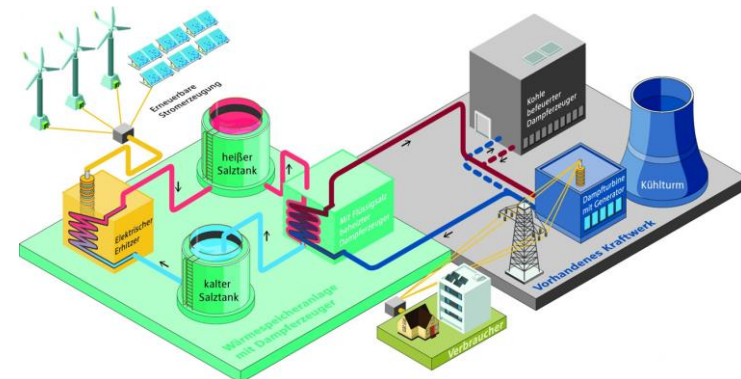 Erneuerbare
Stromerzeugung
heißer
Salztank
Elektrischer
Erhitzer
kalter
Salztank
Mit Flüssigsalz
beheizter
Dampferzeuger
Wärmespeicheranlage
mit Dampferzeuger
Kohle
befeuerter
Dampferzeuger
Dampfturbine
mit Generator
Kühlturm
Vorhandenes Kraftwerk
Verbraucher